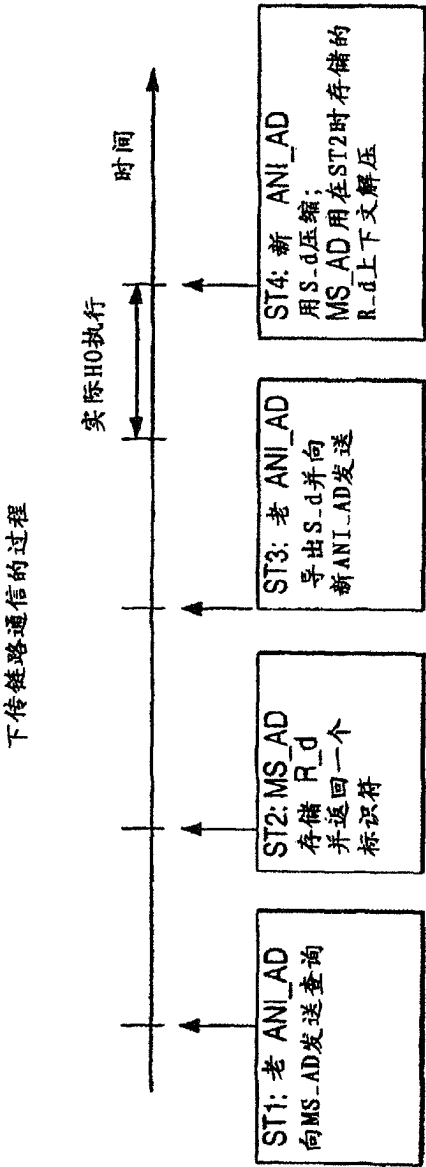 下传链路通信的过程
实际HO执行
时间
ST1: 老 ANI_AD
向MS_AD发送查询
ST2: MS_AD
存储 R_d
并返回一个
标识符
ST3: 老 ANI_AD
导出S_d并向
新ANI_AD发送
ST4: 新 ANI_AD
用S_d压缩;
MS_AD用在ST2时存储的
R_d上下文解压